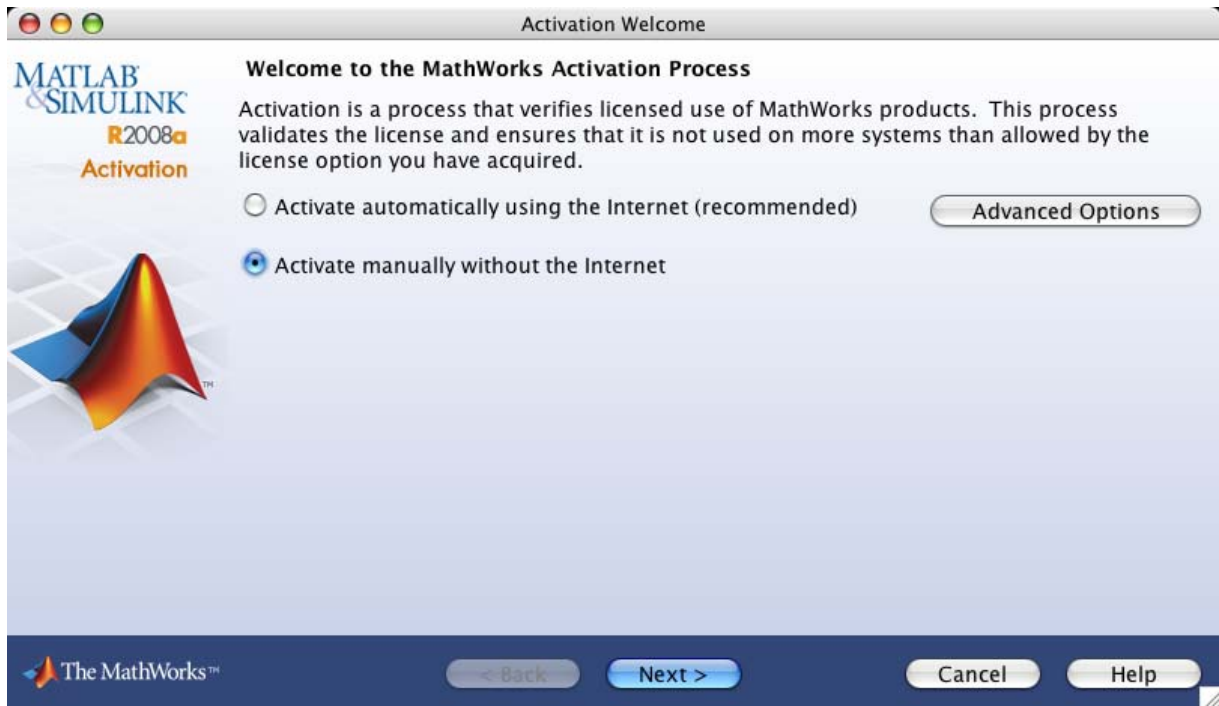 Activation Welcome
MATLAB
&SIMULINK
R2008a
Activation
Welcome to the MathWorks Activation Process
Activation is a process that verifies licensed use of MathWorks products. This process
validates the license and ensures that it is not used on more systems than allowed by the
license option you have acquired.
Activate automatically using the Internet (recommended)
Advanced Options
Activate manually without the Internet
TM
The MathWorks™
< Back
Next >
Cancel
Help